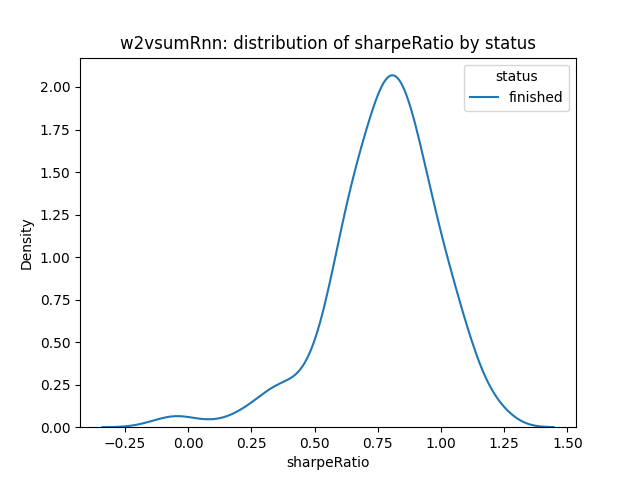 w2vsumRnn: distribution of sharpeRatio by status
status
finished
2.00
1.75
1.50
1.25
1.00
0.75
0.50
0.25
0.00
Density
−0.25 0.00 0.25 0.50 0.75 1.00 1.25 1.50
sharpeRatio